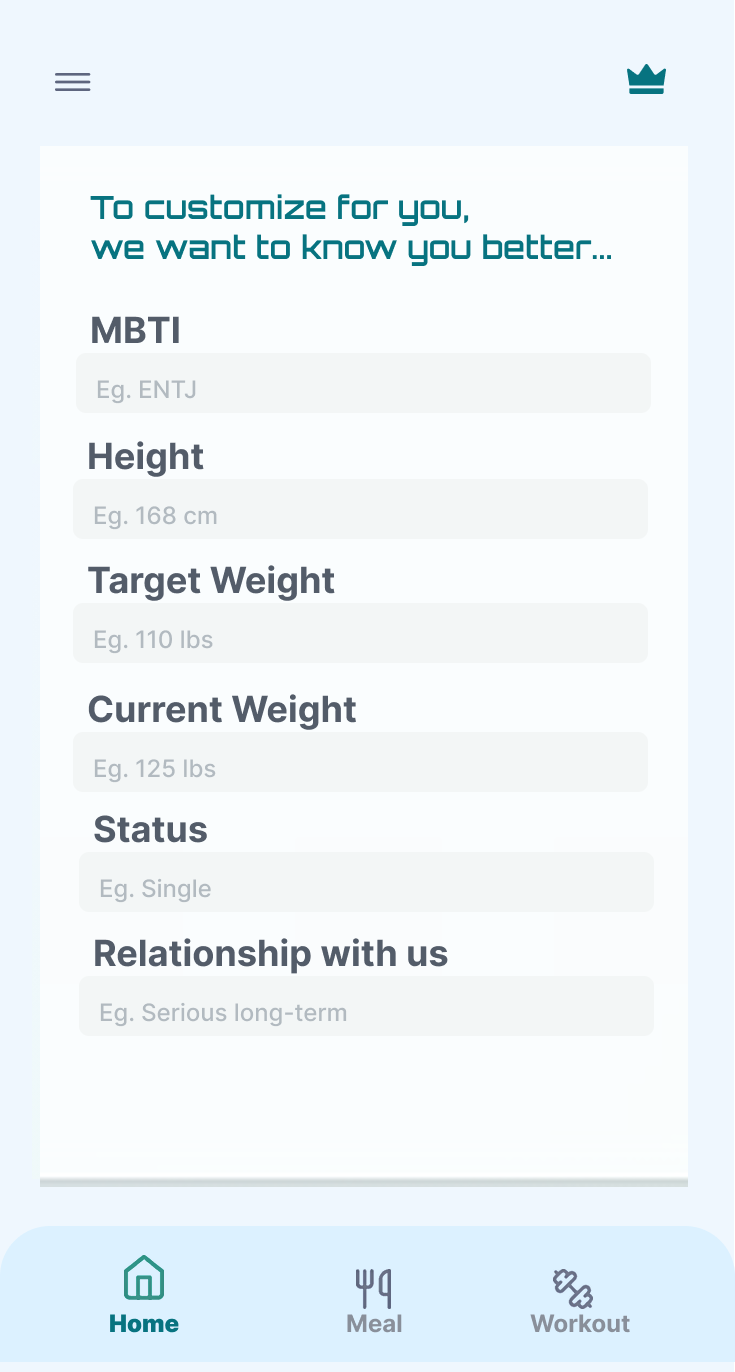 To customize for you,
we want to know you better...
MBTI
Eg. ENTJ
Height
Eg. 168 cm
Target Weight
Eg. 110 lbs
Current Weight
Eg. 125 lbs
Status
Eg. Single
Relationship with us
Eg. Serious long-term
Home
Meal
Workout